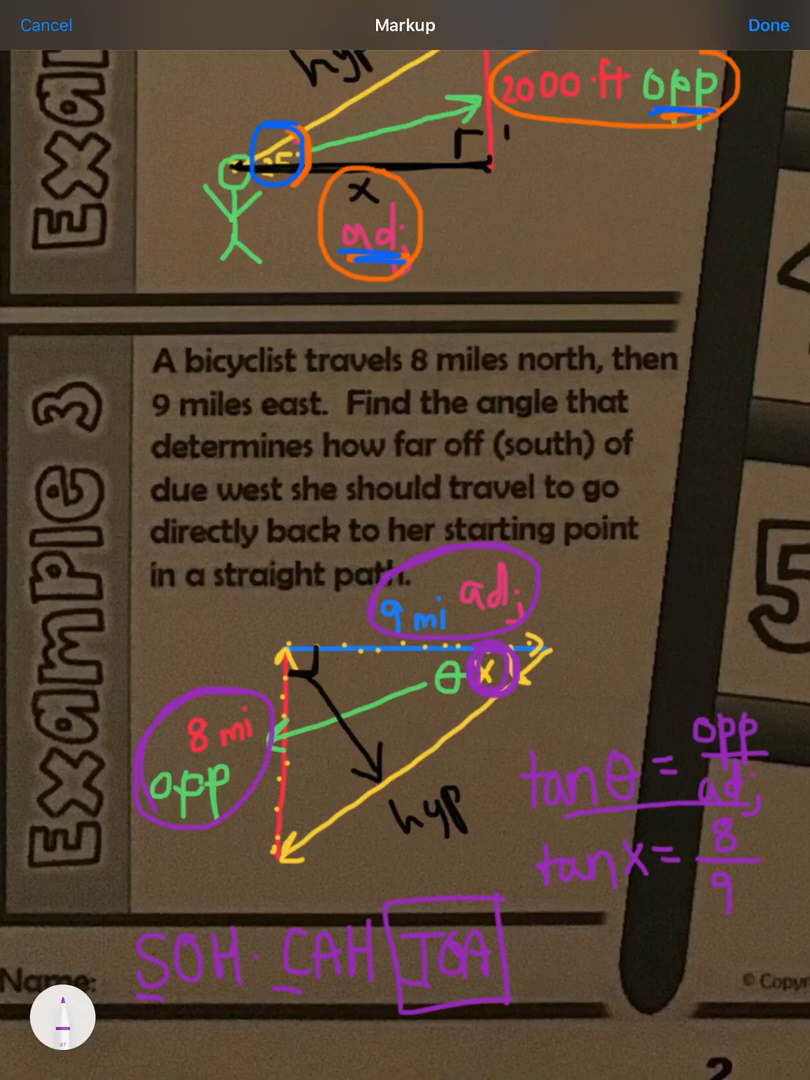 Cancel
Markup
Done
hyp
2000 ft opp
x
adj
Example 3
A bicyclist travels 8 miles north, then
9 miles east. Find the angle that
determines how far off (south) of
due west she should travel to go
directly back to her starting point
in a straight path.
9 mi adj
θ x
8 mi
opp
hyp
tanθ = opp
adj
tanx = 8
9
SOH CAH TOA
Name:
© Copyr
5
2